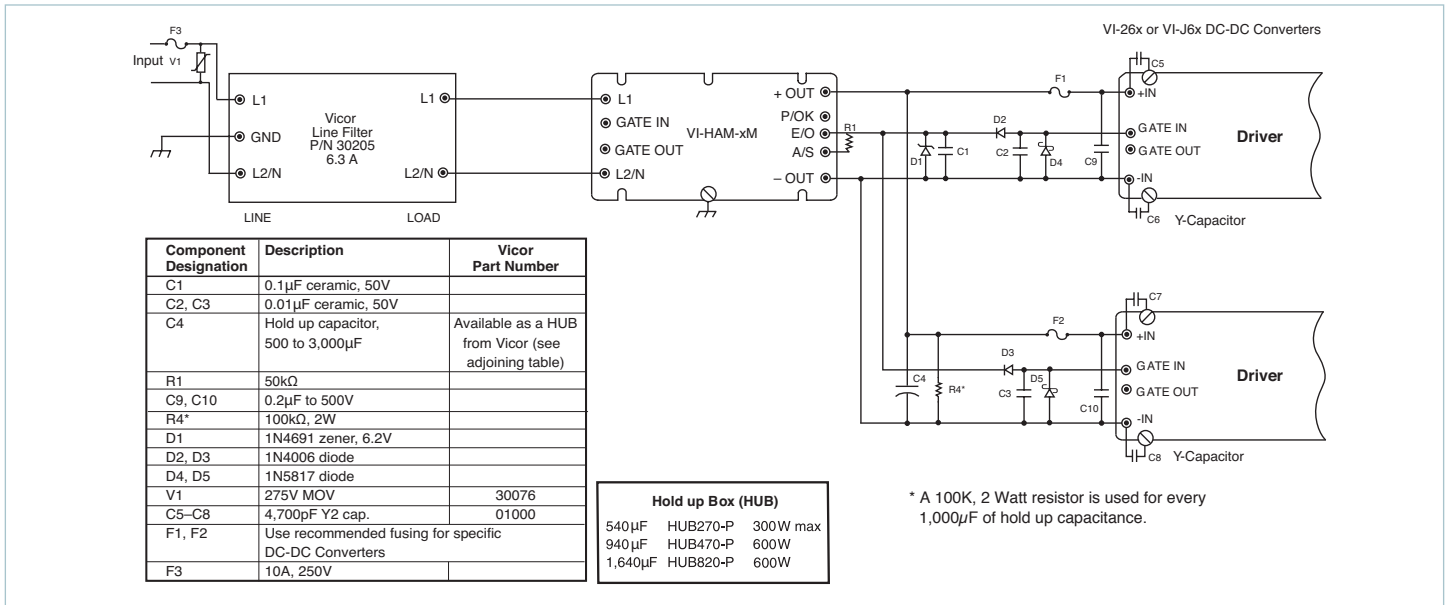 F3
Input V1
L1
GND
L2/N
Vicor
Line Filter
P/N 30205
6.3 A
L1
L2/N
LINE
LOAD
L1
GATE IN
GATE OUT
L2/N
VI-HAM-xM
+ OUT
P/OK
E/O
A/S
– OUT
R1
D1
C1
D2
C2
D4
F1
C9
VI-26x or VI-J6x DC-DC Converters
C5
+IN
GATE IN
GATE OUT
-IN
Driver
C6
Y-Capacitor
C4
R4*
D3
C3
D5
F2
C10
C7
+IN
GATE IN
GATE OUT
-IN
Driver
C8
Y-Capacitor
Component Designation Description Vicor Part Number
C1 0.1µF ceramic, 50V
C2, C3 0.01µF ceramic, 50V
C4 Hold up capacitor, Available as a HUB
500 to 3,000µF from Vicor (see
adjoining table)
R1 50kΩ
C9, C10 0.2µF to 500V
R4* 100kΩ, 2W
D1 1N4691 zener, 6.2V
D2, D3 1N4006 diode
D4, D5 1N5817 diode
V1 275V MOV 30076
C5–C8 4,700pF Y2 cap. 01000
F1, F2 Use recommended fusing for specific
DC-DC Converters
F3 10A, 250V
Hold up Box (HUB)
540µF HUB270-P 300W max
940µF HUB470-P 600W
1,640µF HUB820-P 600W
* A 100K, 2 Watt resistor is used for every
1,000µF of hold up capacitance.